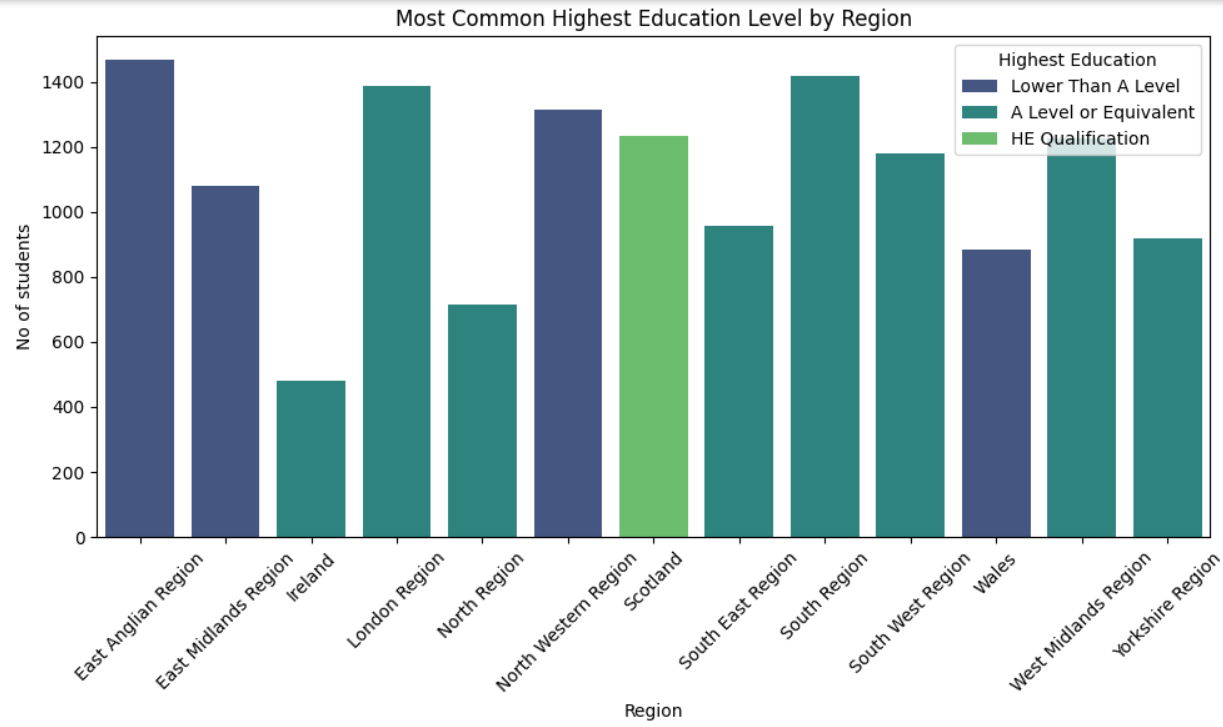 Most Common Highest Education Level by Region
Highest Education
Lower Than A Level
A Level or Equivalent
HE Qualification
No of students
1400
1200
1000
800
600
400
200
0
East Anglian Region
East Midlands Region
Ireland
London Region
North Region
North Western Region
Scotland
South East Region
South Region
South West Region
Wales
West Midlands Region
Yorkshire Region
Region